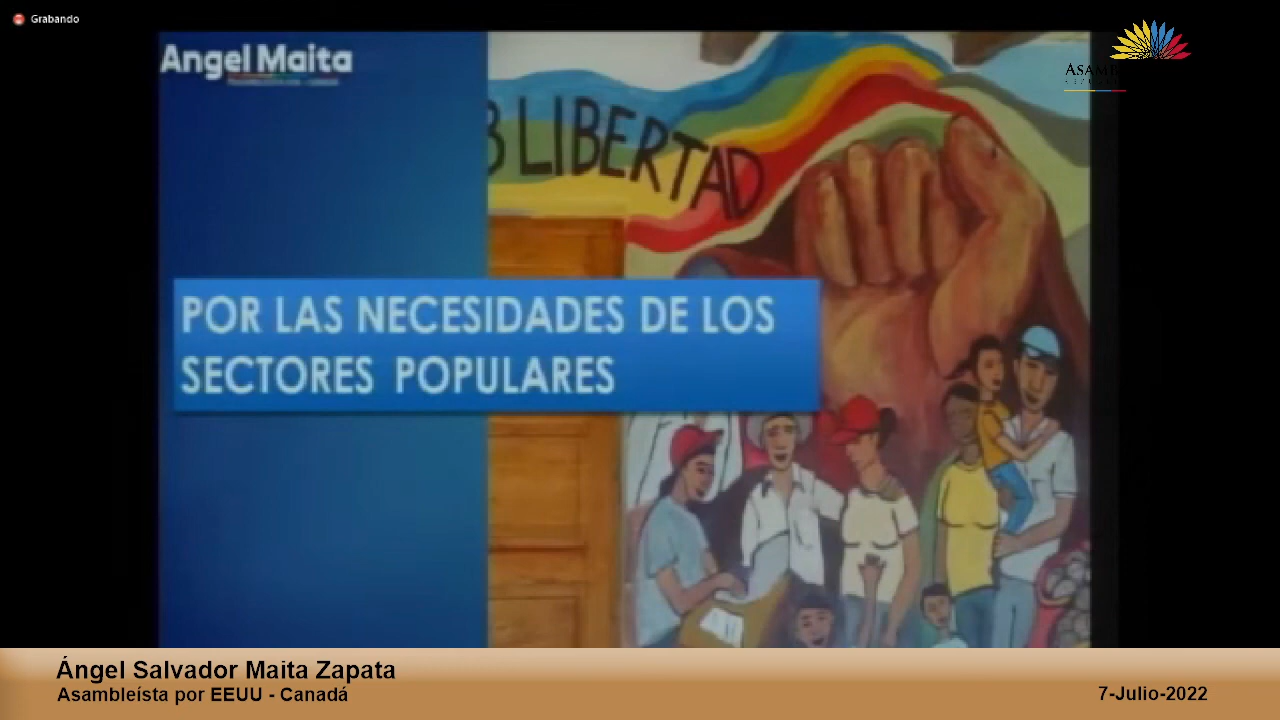 Grabando
Angel Maita
B LIBERTAD
POR LAS NECESIDADES DE LOS
SECTORES POPULARES
Ángel Salvador Maita Zapata
Asambleísta por EEUU - Canadá
7-Julio-2022